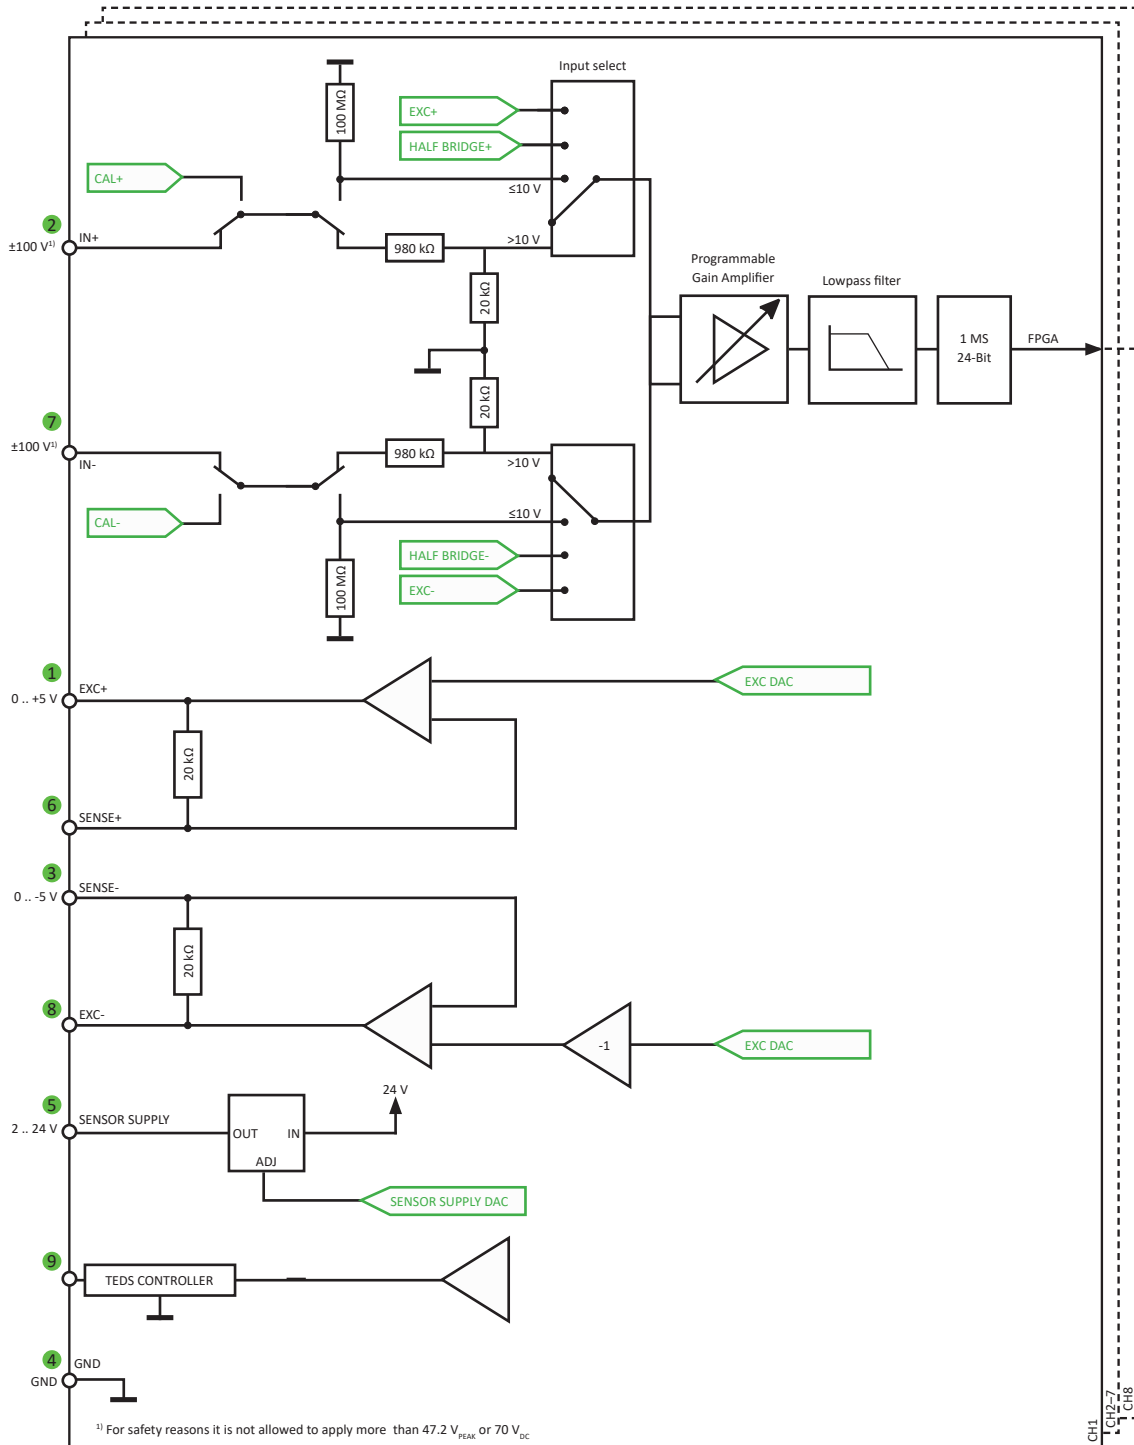 Input select
100 MΩ
EXC+
HALF BRIDGE+
CAL+
≤10 V
2
IN+
±100 V¹⁾
980 kΩ
>10 V
20 kΩ
Programmable
Gain Amplifier
Lowpass filter
1 MS
24-Bit
FPGA
20 kΩ
7
±100 V¹⁾
IN-
980 kΩ
>10 V
≤10 V
CAL-
HALF BRIDGE-
100 MΩ
EXC-
1
EXC+
0 .. +5 V
EXC DAC
20 kΩ
6
SENSE+
3
SENSE-
0 .. -5 V
20 kΩ
8
EXC-
-1
EXC DAC
24 V
5
SENSOR SUPPLY
2 .. 24 V
OUT
IN
ADJ
SENSOR SUPPLY DAC
9
TEDS CONTROLLER
4
GND
GND
¹⁾ For safety reasons it is not allowed to apply more than 47.2 V_PEAK or 70 V_DC
CH1
CH2–7
CH8